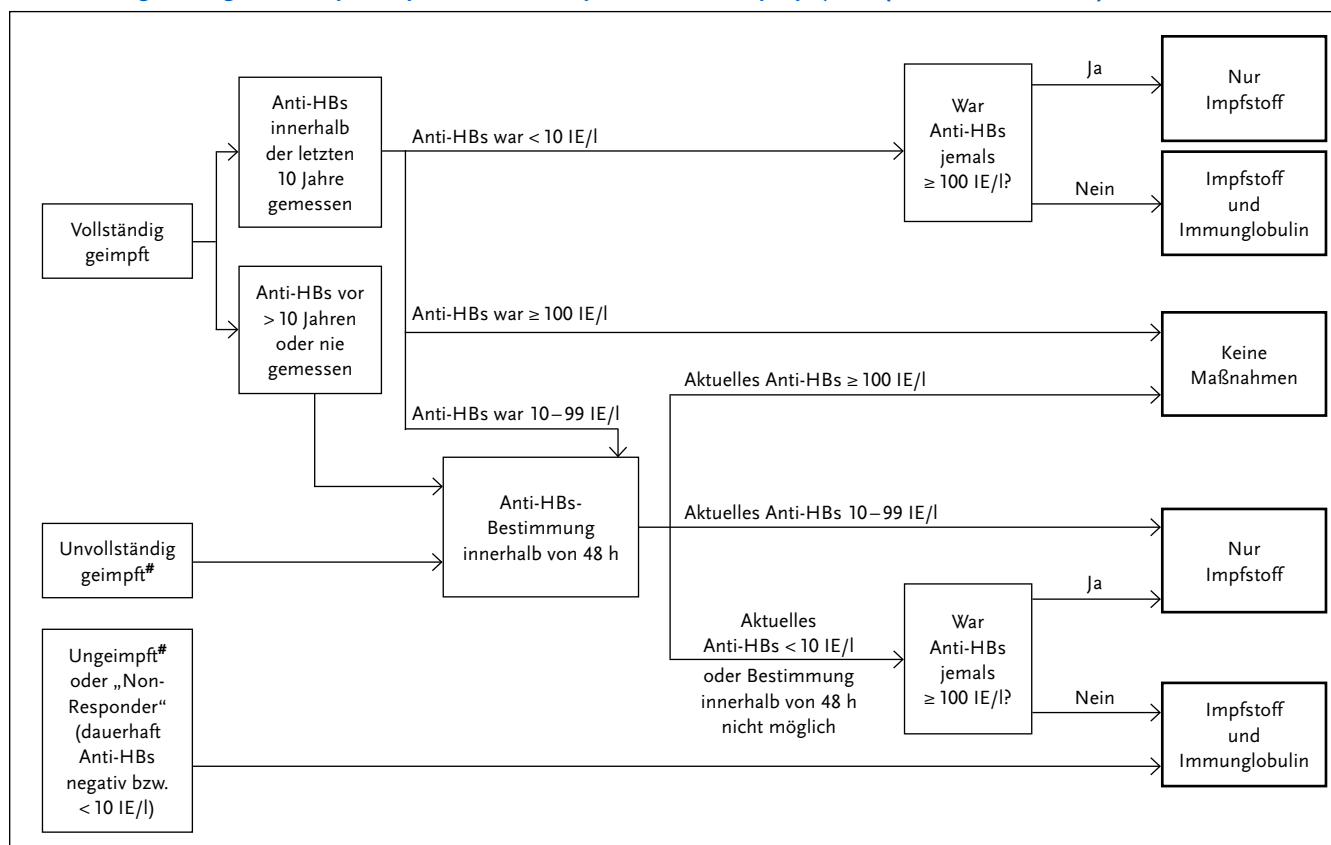 Anti-HBs
innerhalb
der letzten
10 Jahre
gemessen
Anti-HBs war < 10 IE/l
War
Anti-HBs
jemals
≥ 100 IE/l?
Ja
Nur
Impfstoff
Nein
Impfstoff
und
Immunglobulin
Vollständig
geimpft
Anti-HBs vor
> 10 Jahren
oder nie
gemessen
Anti-HBs war ≥ 100 IE/l
Keine
Maßnahmen
Aktuelles Anti-HBs ≥ 100 IE/l
Anti-HBs war 10–99 IE/l
Anti-HBs-
Bestimmung
innerhalb von 48 h
Aktuelles Anti-HBs 10–99 IE/l
Nur
Impfstoff
Unvollständig
geimpft#
Aktuelles
Anti-HBs < 10 IE/l
oder Bestimmung
innerhalb von 48 h
nicht möglich
War
Anti-HBs
jemals
≥ 100 IE/l?
Ja
Nein
Impfstoff
und
Immunglobulin
Ungeimpft#
oder „Non-
Responder“
(dauerhaft
Anti-HBs
negativ bzw.
< 10 IE/l)